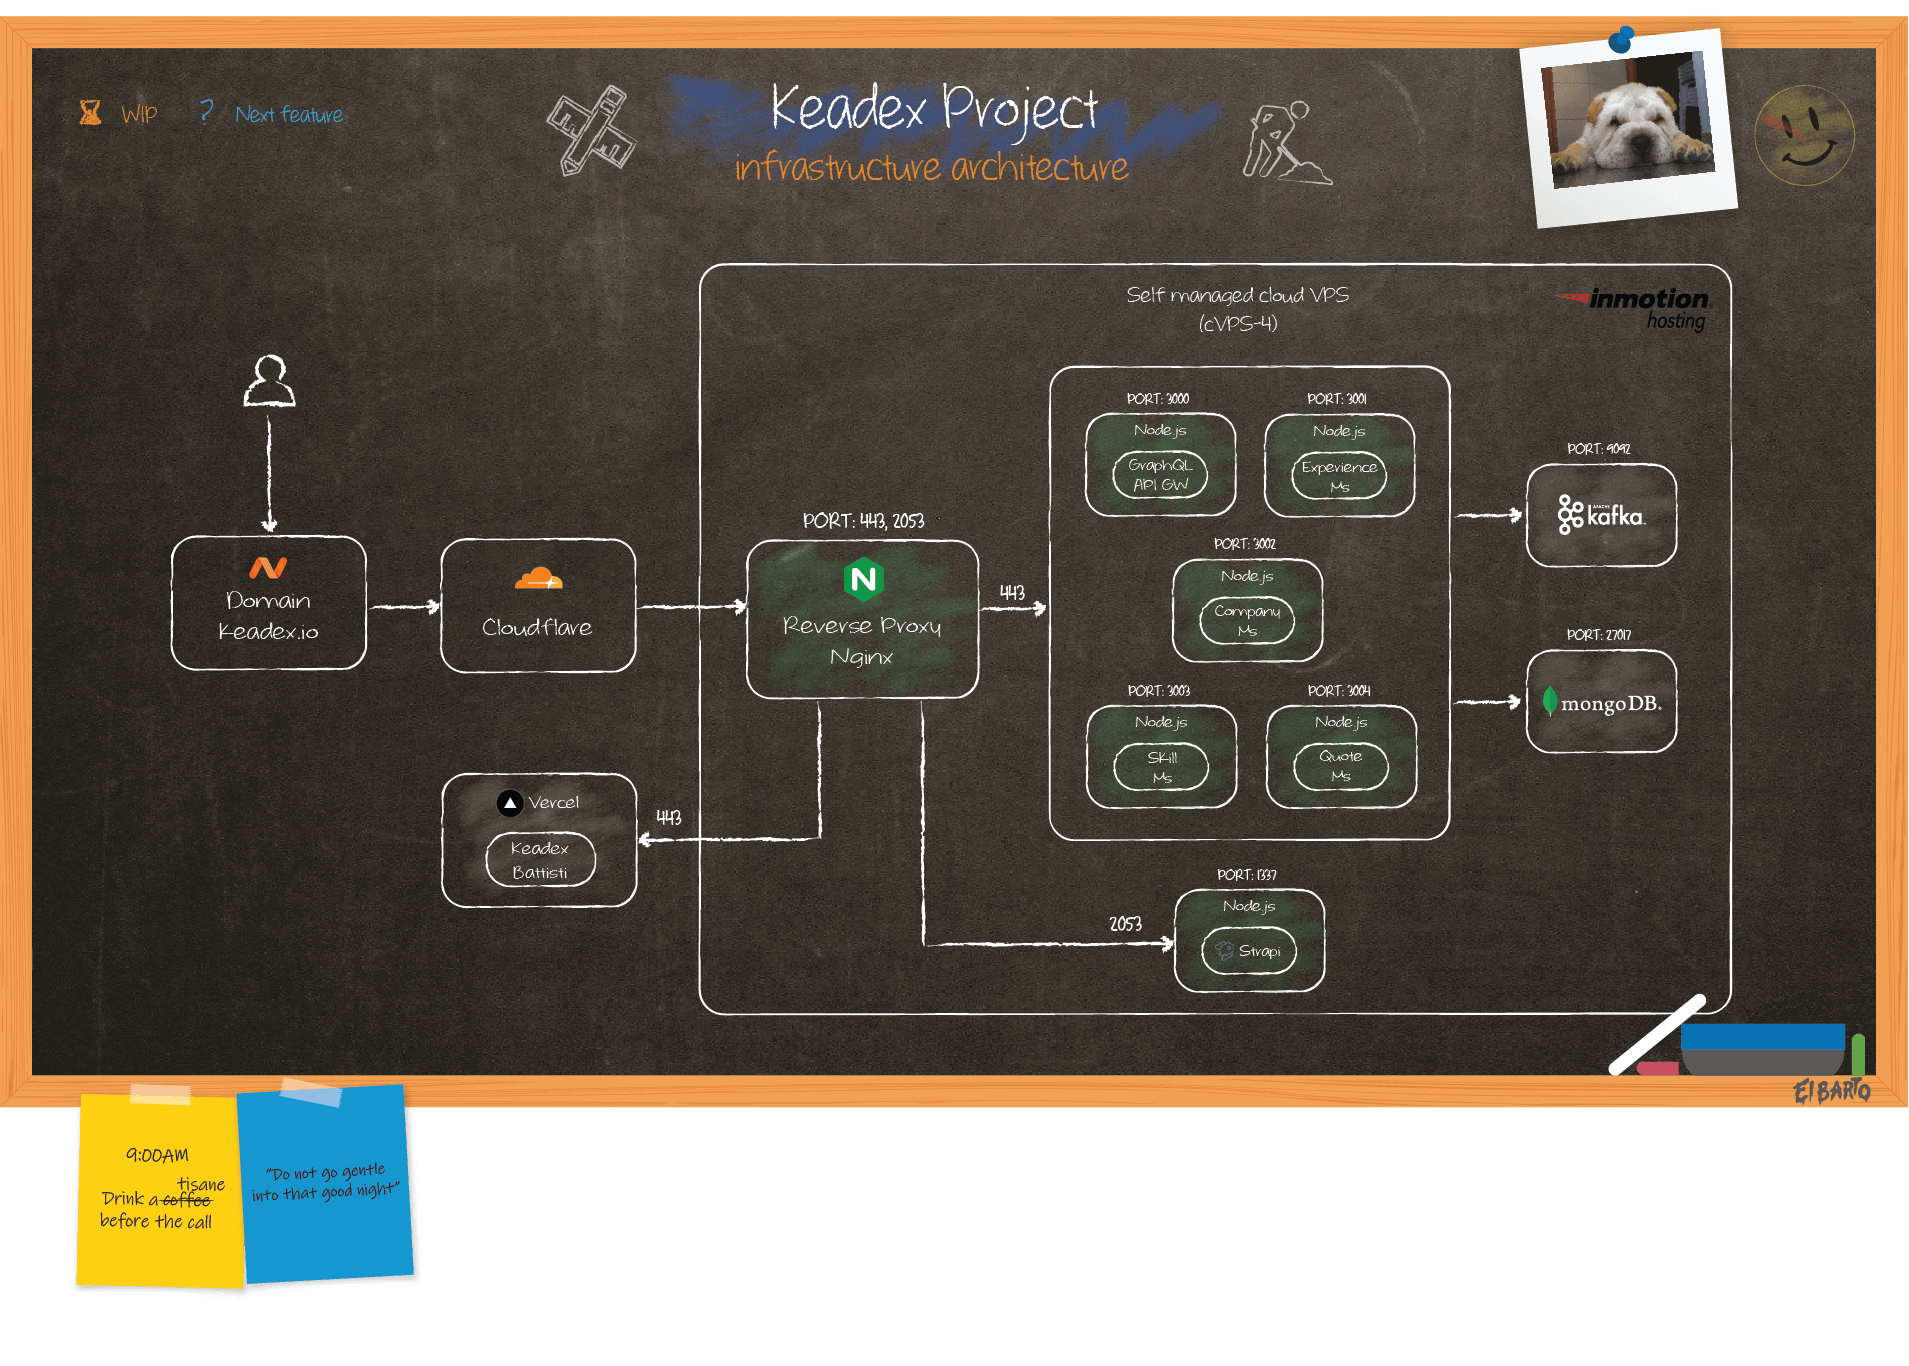 WIP
? Next feature
Keadex Project
infrastructure architecture
Self managed cloud VPS
(cVPS-4)
inmotion
hosting
PORT: 3000
Node.js
GraphQL
API GW
PORT: 3001
Node.js
Experience
Ms
PORT: 3002
Node.js
Company
Ms
PORT: 3003
Node.js
Skill
Ms
PORT: 3004
Node.js
Quote
Ms
PORT: 9092
APACHE
kafka
PORT: 27017
mongoDB.
Domain
Keadex.io
Cloudflare
PORT: 443, 2053
N
Reverse Proxy
Nginx
443
Vercel
Keadex
Battisti
443
PORT: 1337
Node.js
Strapi
2053
El BARTO
9:00AM
tisane
Drink a coffee
before the call
"Do not go gentle
into that good night"